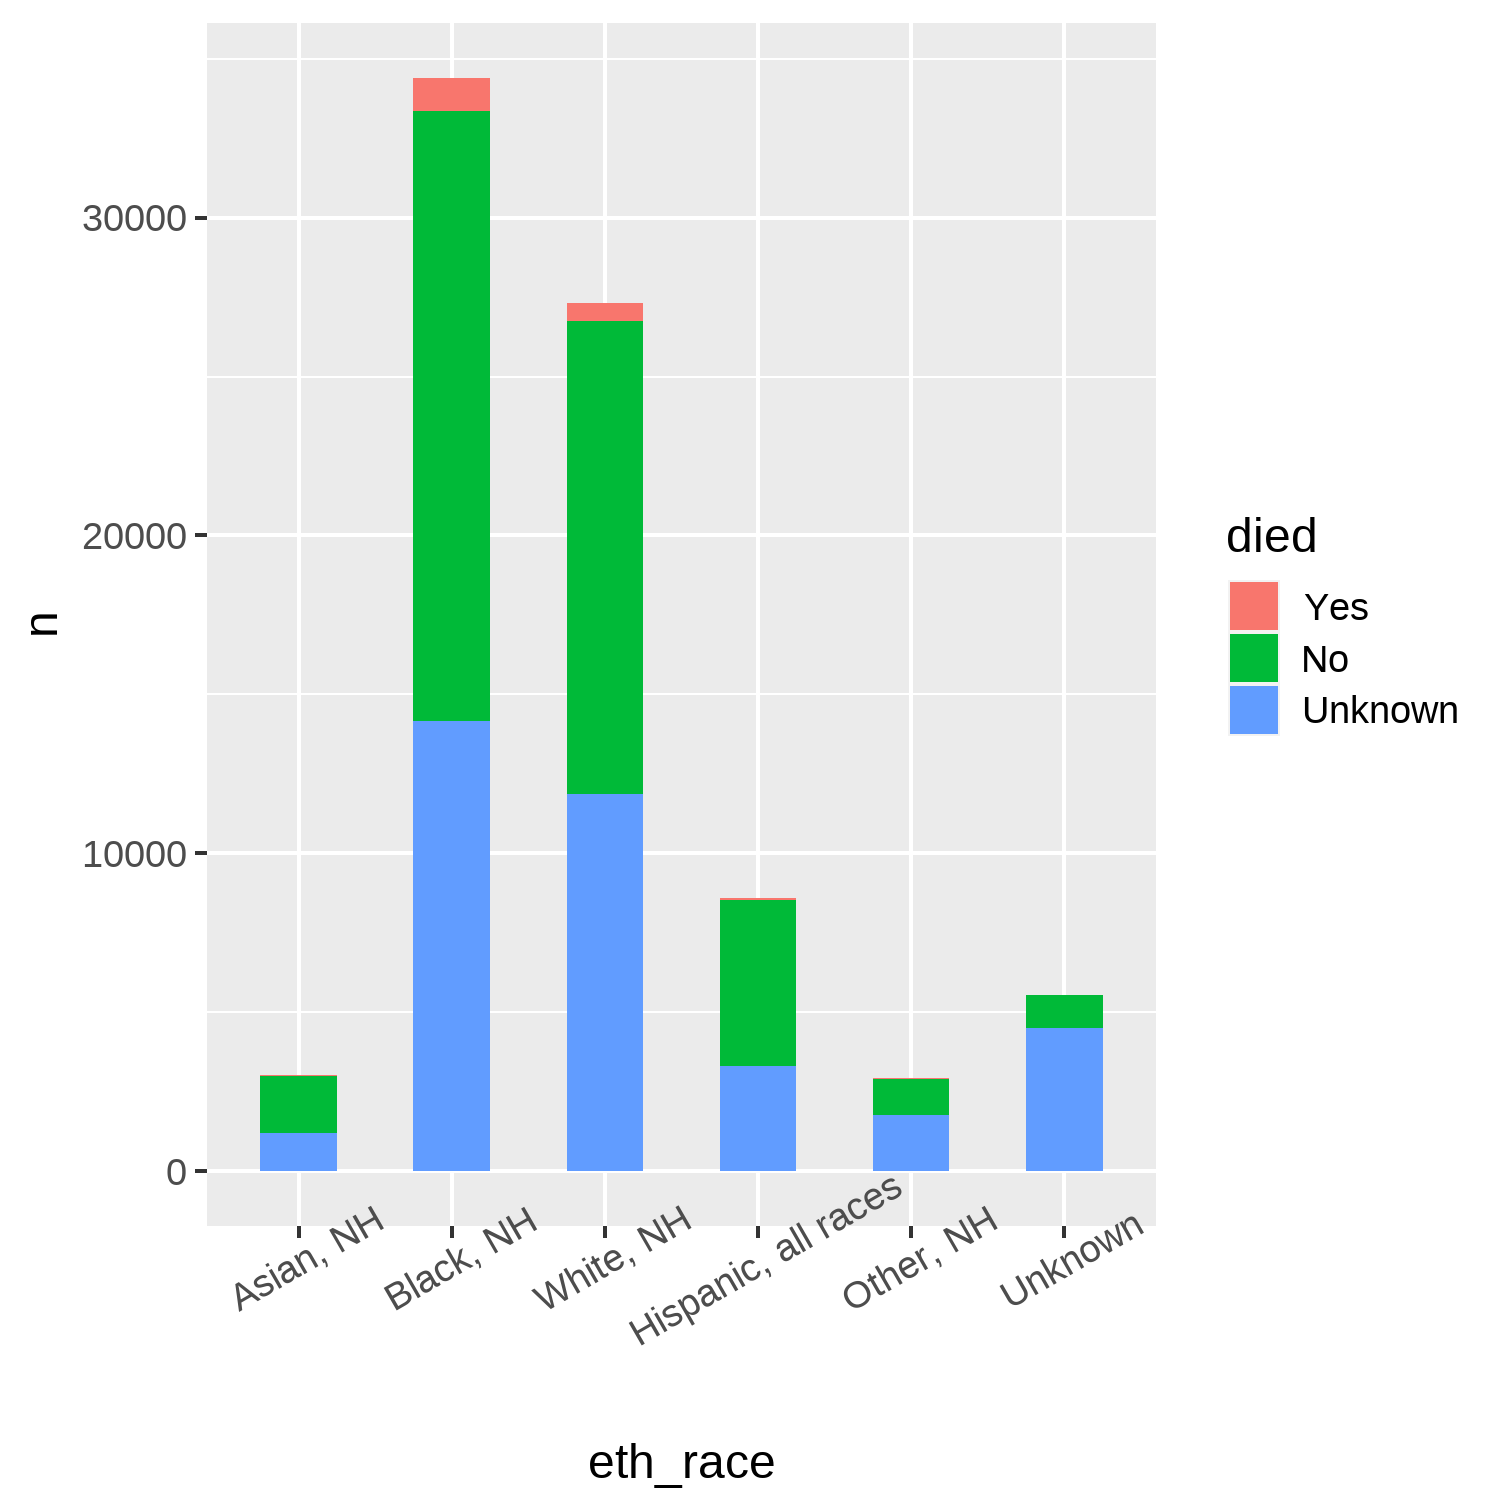 30000
20000
10000
0
n
Asian, NH
Black, NH
White, NH
Hispanic, all races
Other, NH
Unknown
eth_race
died
Yes
No
Unknown